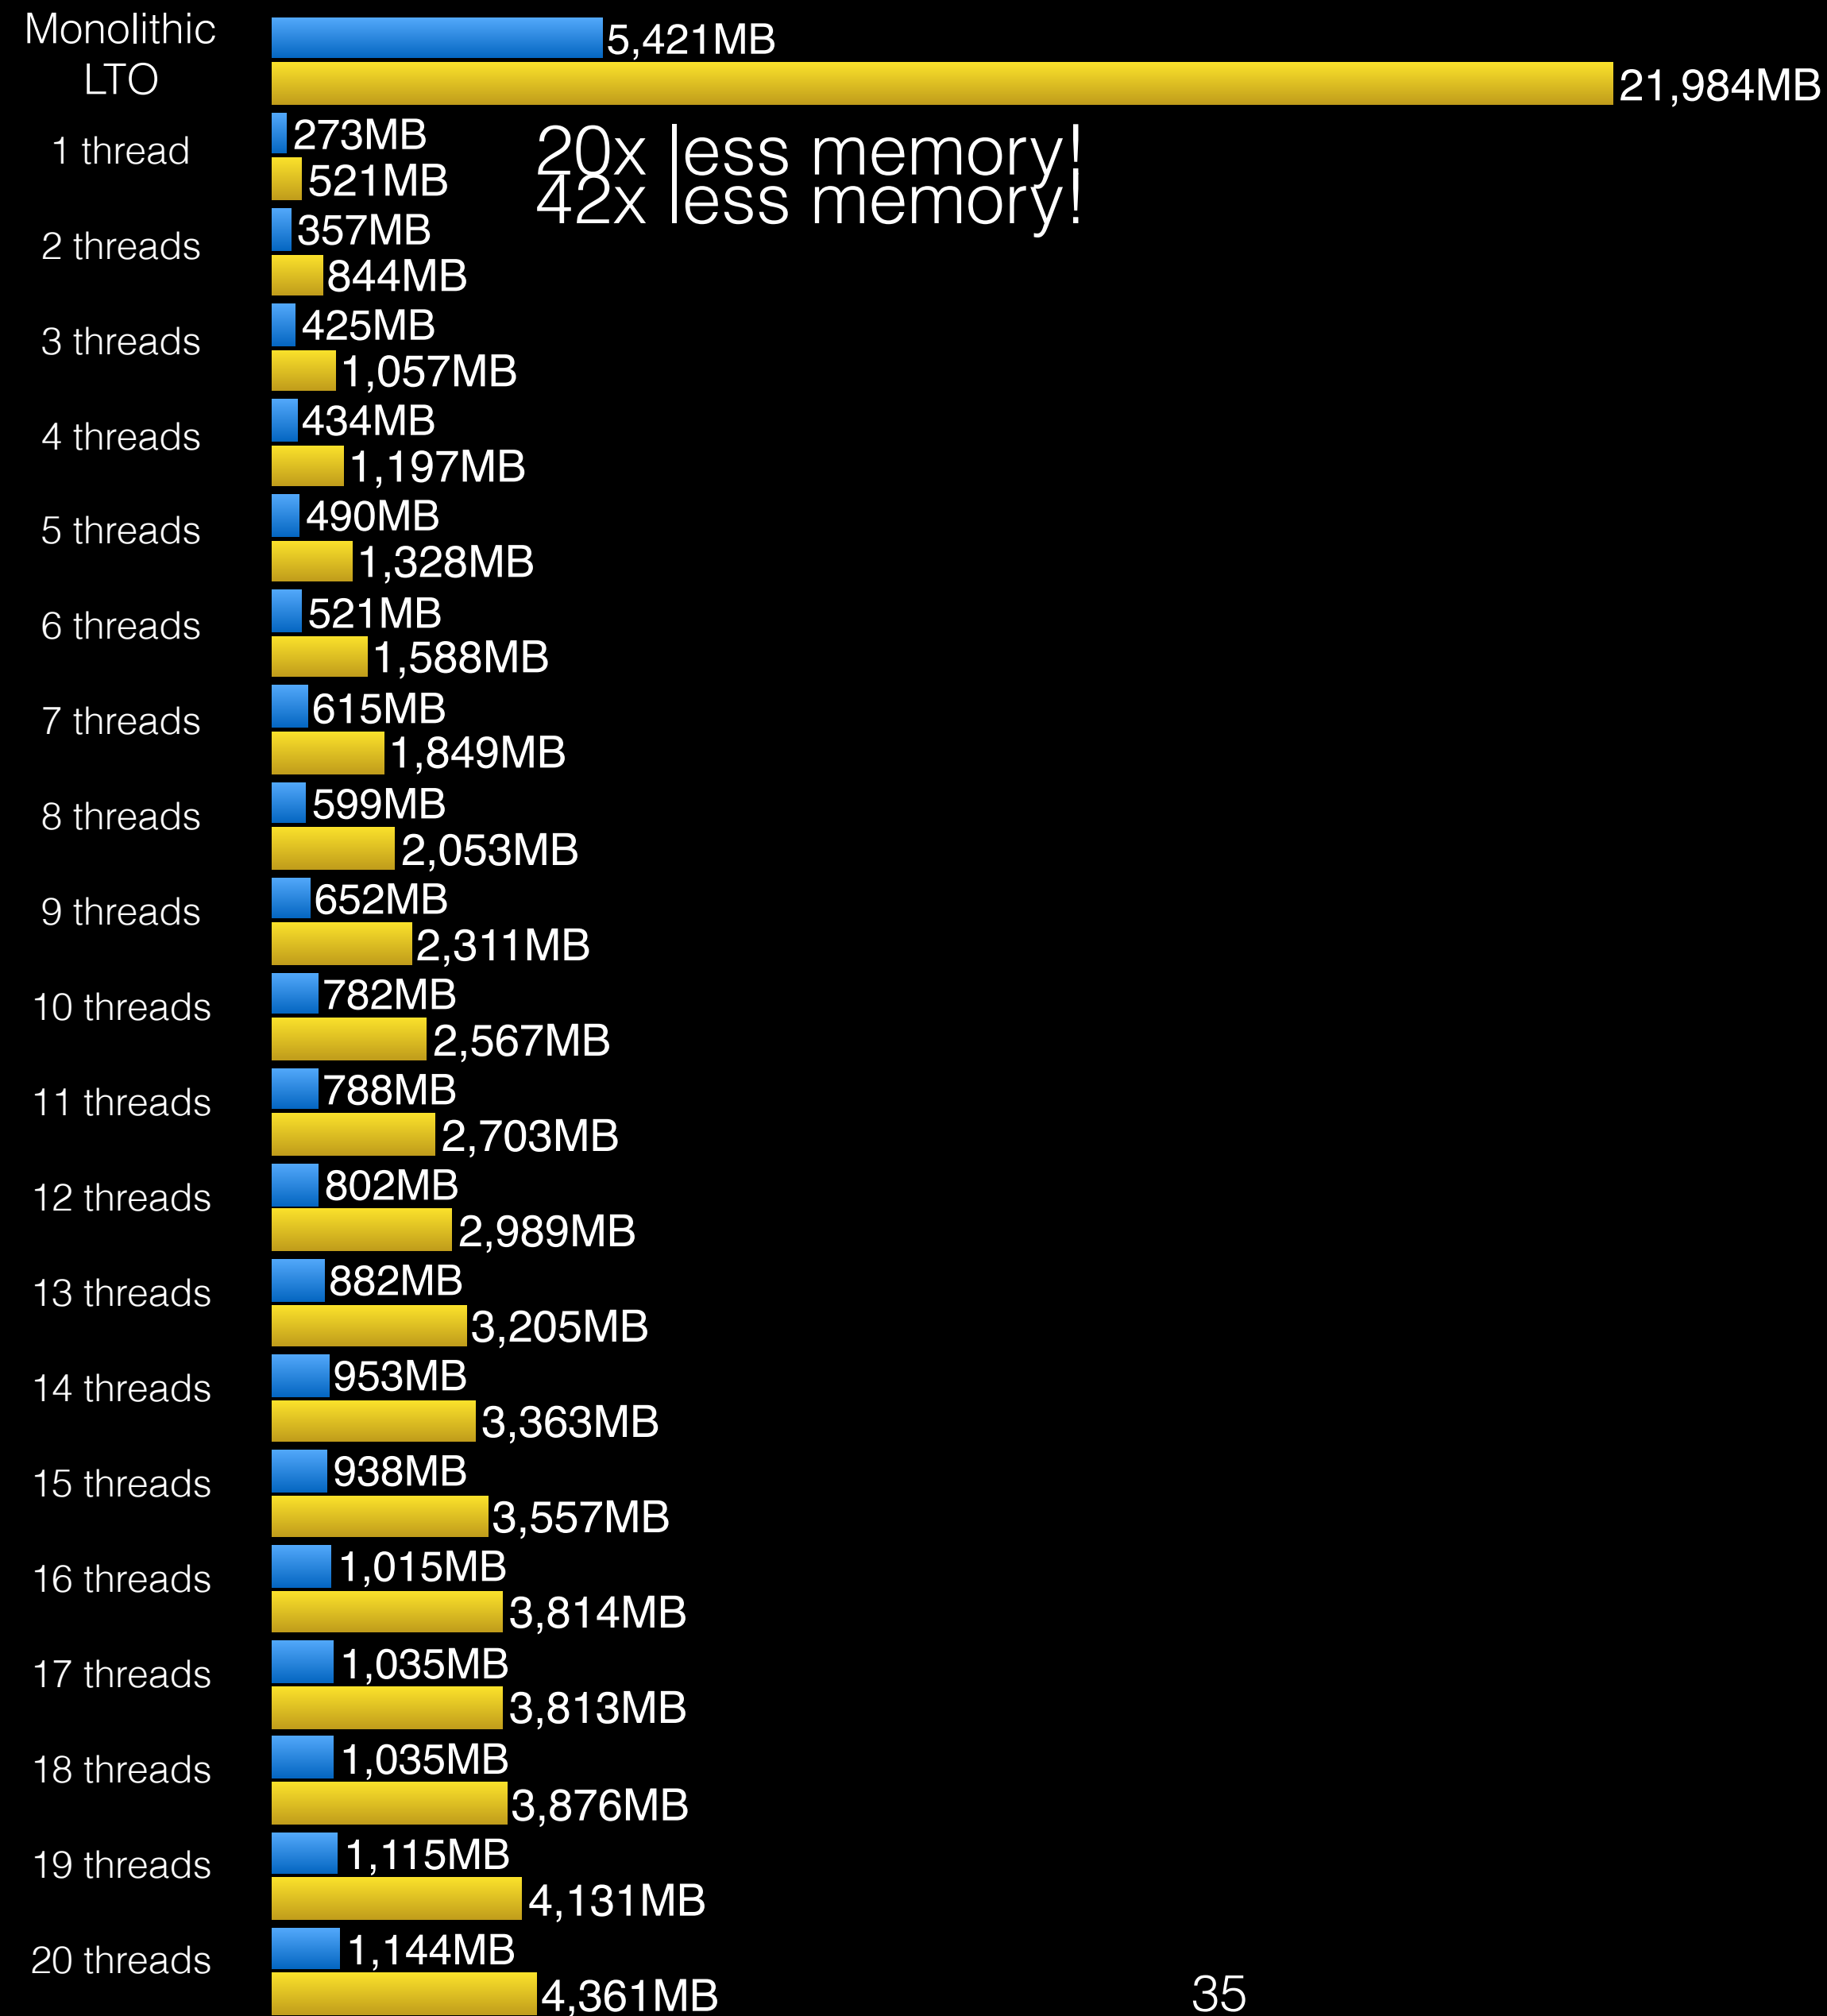 Monolithic
LTO
5,421MB
21,984MB
1 thread
273MB
521MB
20x less memory!
42x less memory!
2 threads
357MB
844MB
3 threads
425MB
1,057MB
4 threads
434MB
1,197MB
5 threads
490MB
1,328MB
6 threads
521MB
1,588MB
7 threads
615MB
1,849MB
8 threads
599MB
2,053MB
9 threads
652MB
2,311MB
10 threads
782MB
2,567MB
11 threads
788MB
2,703MB
12 threads
802MB
2,989MB
13 threads
882MB
3,205MB
14 threads
953MB
3,363MB
15 threads
938MB
3,557MB
16 threads
1,015MB
3,814MB
17 threads
1,035MB
3,813MB
18 threads
1,035MB
3,876MB
19 threads
1,115MB
4,131MB
20 threads
1,144MB
4,361MB
35